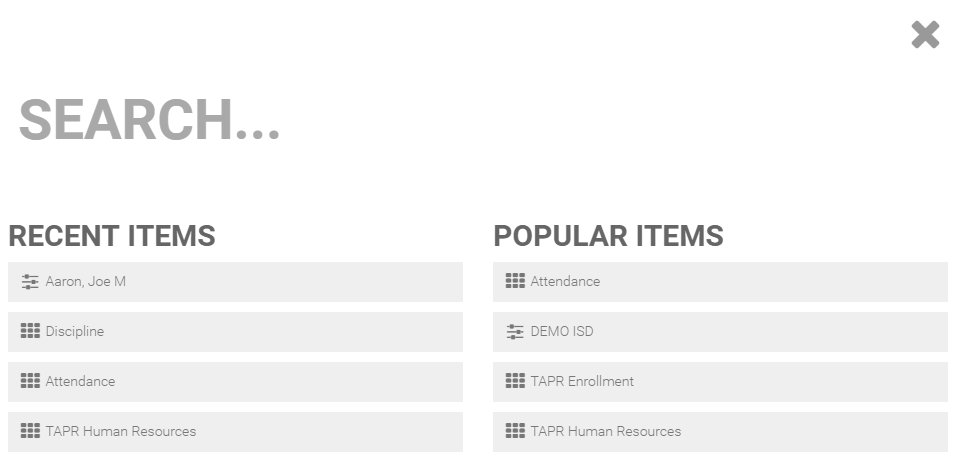 SEARCH...
RECENT ITEMS
Aaron, Joe M
Discipline
Attendance
TAPR Human Resources
POPULAR ITEMS
Attendance
DEMO ISD
TAPR Enrollment
TAPR Human Resources